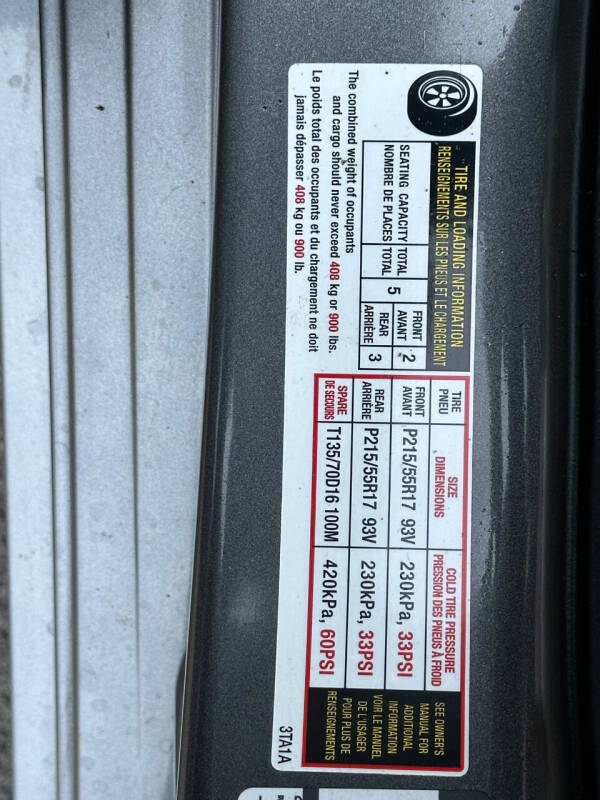 TIRE AND LOADING INFORMATION
RENSEIGNEMENTS SUR LES PNEUS ET LE CHARGEMENT
SEATING CAPACITY TOTAL
NOMBRE DE PLACES TOTAL
5
FRONT
AVANT
2
REAR
ARRIÈRE
3
The combined weight of occupants
and cargo should never exceed 408 kg or 900 lbs.
Le poids total des occupants et du chargement ne doit
jamais dépasser 408 kg ou 900 lb.
TIRE
PNEU
SIZE
DIMENSIONS
COLD TIRE PRESSURE
PRESSION DES PNEUS À FROID
FRONT
AVANT
P215/55R17 93V
230kPa, 33PSI
REAR
ARRIÈRE
P215/55R17 93V
230kPa, 33PSI
SPARE
DE SECOURS
T135/70D16 100M
420kPa, 60PSI
SEE OWNER'S
MANUAL FOR
ADDITIONAL
INFORMATION
VOIR LE MANUEL
DE L'USAGER
POUR PLUS DE
RENSEIGNEMENTS
3TA1A